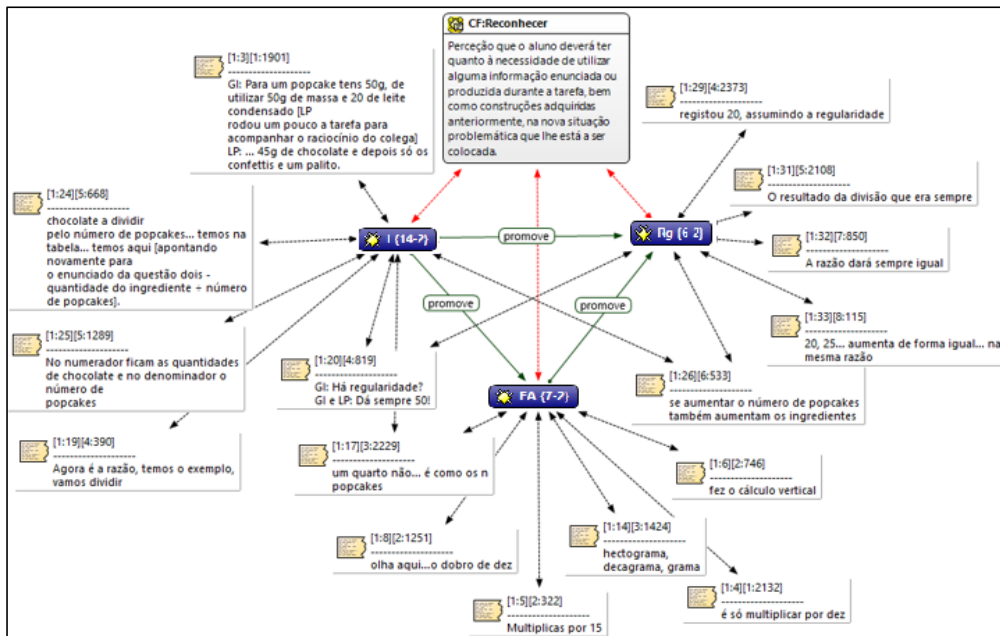 CF:Reconhecer
Perceção que o aluno deverá ter
quanto à necessidade de utilizar
alguma informação enunciada ou
produzida durante a tarefa, bem
como construções adquiridas
anteriormente, na nova situação
problemática que lhe está a ser
colocada.
[1:3][1:1901]
--------------------
GI: Para um popcake tens 50g, de
utilizar 50g de massa e 20 de leite
condensado [LP
rodou um pouco a tarefa para
acompanhar o raciocínio do colega]
LP: ... 45g de chocolate e depois só os
confettis e um palito.
[1:29][4:2373]
--------------------
registou 20, assumindo a regularidade
[1:31][5:2108]
--------------------
O resultado da divisão que era sempre
[1:24][5:668]
--------------------
chocolate a dividir
pelo número de popcakes... temos na
tabela... temos aqui [apontando
novamente para
o enunciado da questão dois -
quantidade do ingrediente ÷ número
de popcakes].
I {14-2}
promove
Rg {6-2}
[1:32][7:850]
--------------------
A razão dará sempre igual
promove
promove
[1:33][8:115]
--------------------
20, 25... aumenta de forma igual... na
mesma razão
[1:25][5:1289]
--------------------
No numerador ficam as quantidades
de chocolate e no denominador o
número de
popcakes
[1:20][4:819]
--------------------
GI: Há regularidade?
GI e LP: Dá sempre 50!
[1:26][6:533]
--------------------
se aumentar o número de popcakes
também aumentam os ingredientes
FA {7-2}
[1:19][4:390]
--------------------
Agora é a razão, temos o exemplo,
vamos dividir
[1:17][3:2229]
--------------------
um quarto não... é como os n
popcakes
[1:6][2:746]
--------------------
fez o cálculo vertical
[1:8][2:1251]
--------------------
olha aqui...o dobro de dez
[1:14][3:1424]
--------------------
hectograma,
decagrama, grama
[1:5][2:322]
--------------------
Multiplicas por 15
[1:4][1:2132]
--------------------
é só multiplicar por dez